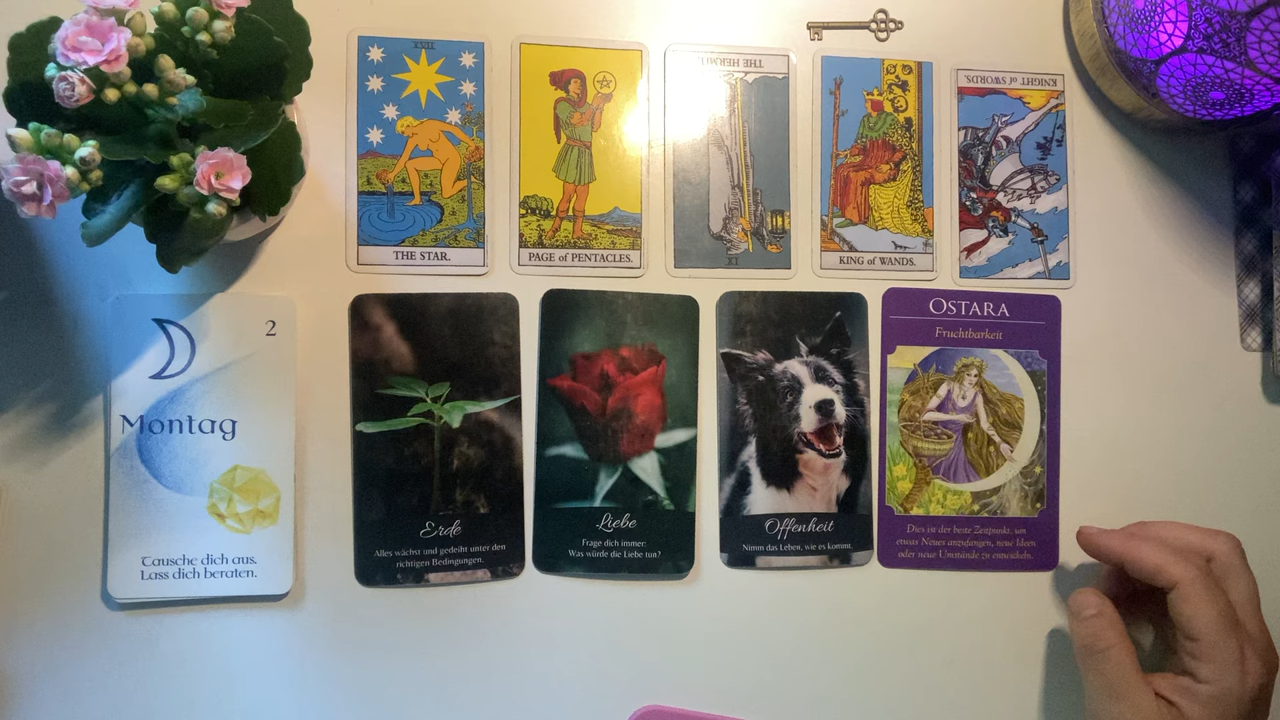 XVII
THE STAR.
PAGE of PENTACLES.
THE HERMIT.
IX
KING of WANDS.
KNIGHT of SWORDS.
2
Montag
Tausche dich aus.
Lass dich beraten.
Erde
Alles wächst und gedeiht unter den
richtigen Bedingungen.
Liebe
Frage dich immer:
Was würde die Liebe tun?
Offenheit
Nimm das Leben, wie es kommt.
OSTARA
Fruchtbarkeit
Dies ist der beste Zeitpunkt, um
etwas Neues anzufangen, neue Ideen
oder neue Umstände zu entwickeln.